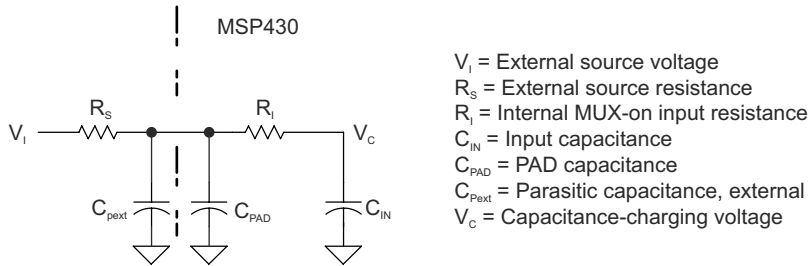 MSP430
V_I = External source voltage
R_S = External source resistance
R_I = Internal MUX-on input resistance
C_IN = Input capacitance
C_PAD = PAD capacitance
C_Pext = Parasitic capacitance, external
V_C = Capacitance-charging voltage
R_S
R_I
V_I
V_C
C_pext
C_PAD
C_IN